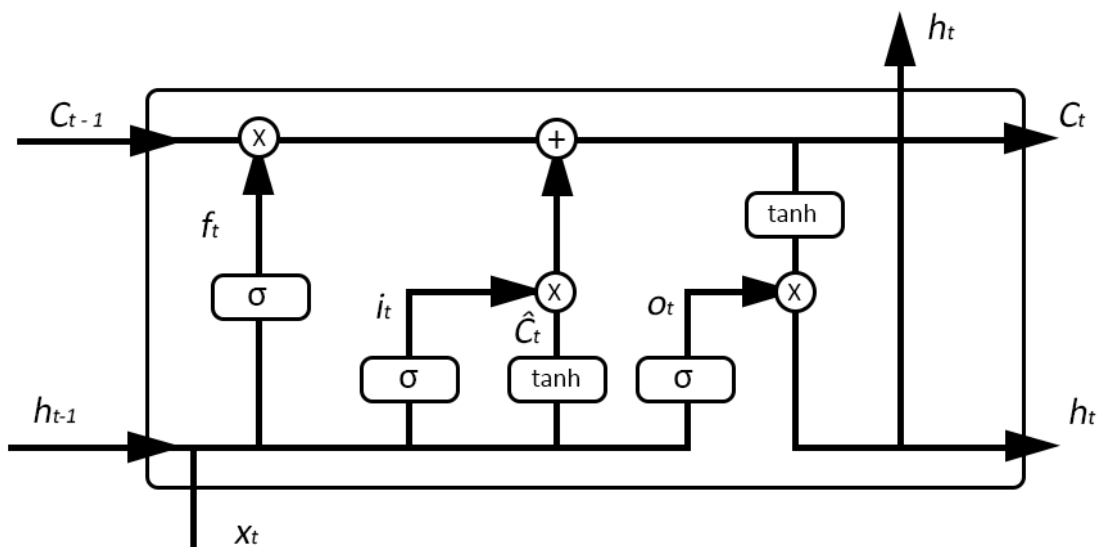 hₜ
Cₜ₋₁
Cₜ
x
+
tanh
fₜ
σ
iₜ
x
Ĉₜ
oₜ
x
σ
tanh
σ
hₜ₋₁
hₜ
xₜ